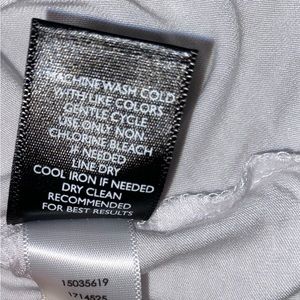 MACHINE WASH COLD
WITH LIKE COLORS
GENTLE CYCLE
USE ONLY NON-
CHLORINE BLEACH
IF NEEDED
LINE DRY
COOL IRON IF NEEDED
DRY CLEAN
RECOMMENDED
FOR BEST RESULTS
15035619
1714525